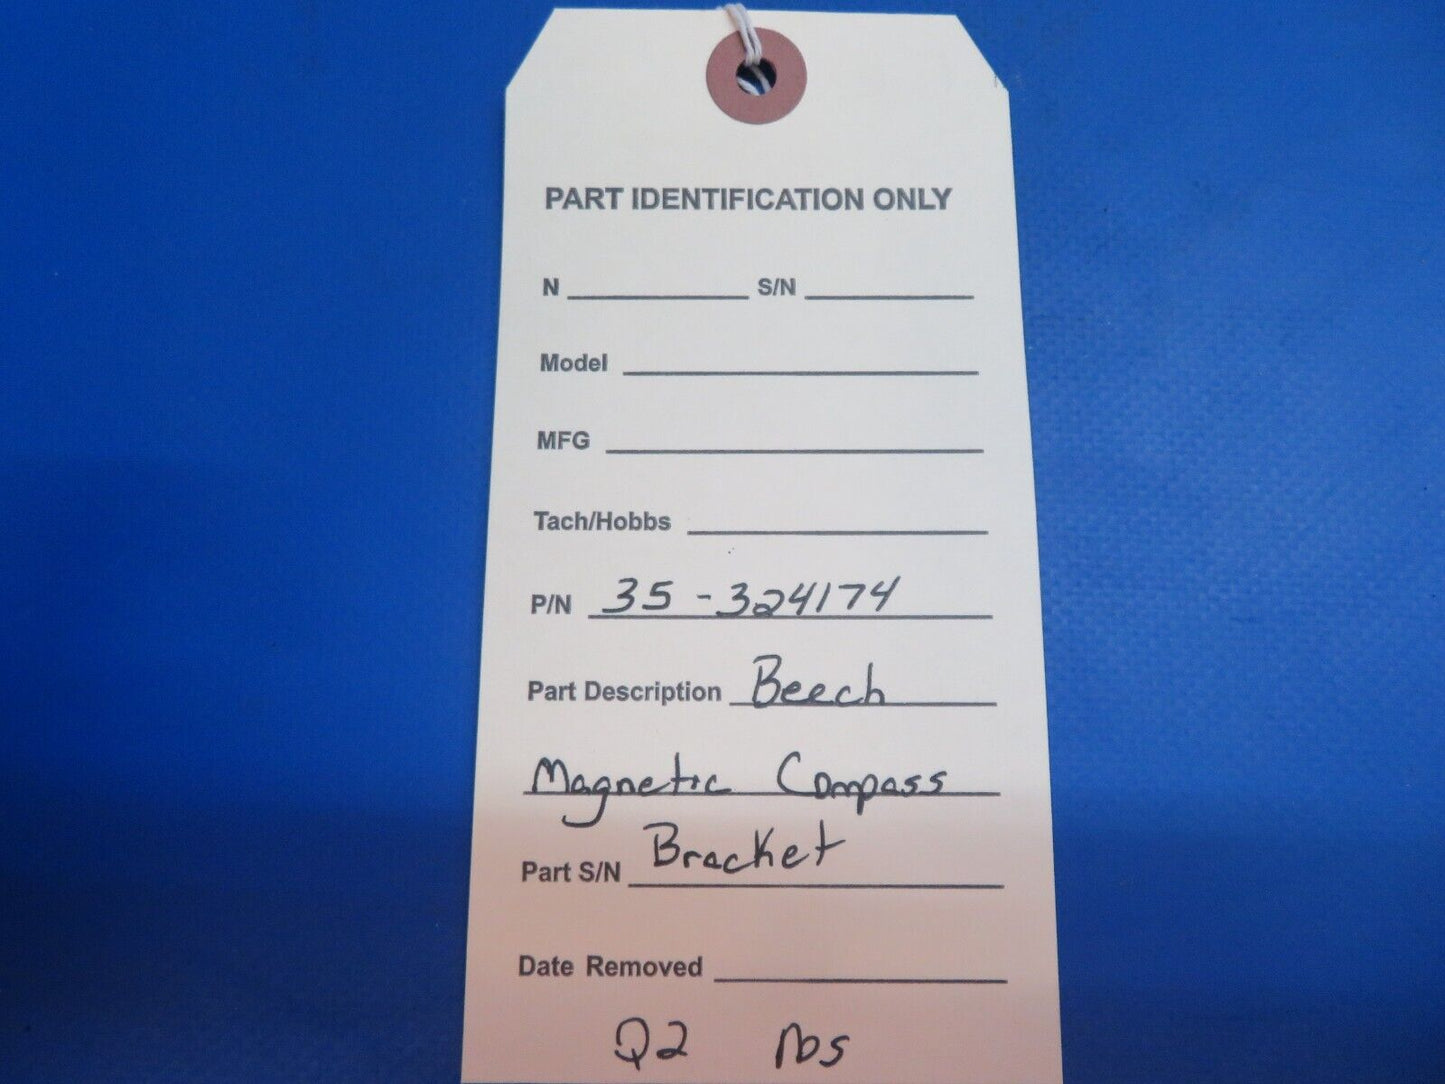 PART IDENTIFICATION ONLY
N S/N
Model
MFG
Tach/Hobbs
P/N 35-324174
Part Description Beech
Magnetic Compass
Part S/N Bracket
Date Removed
Q2 NOS